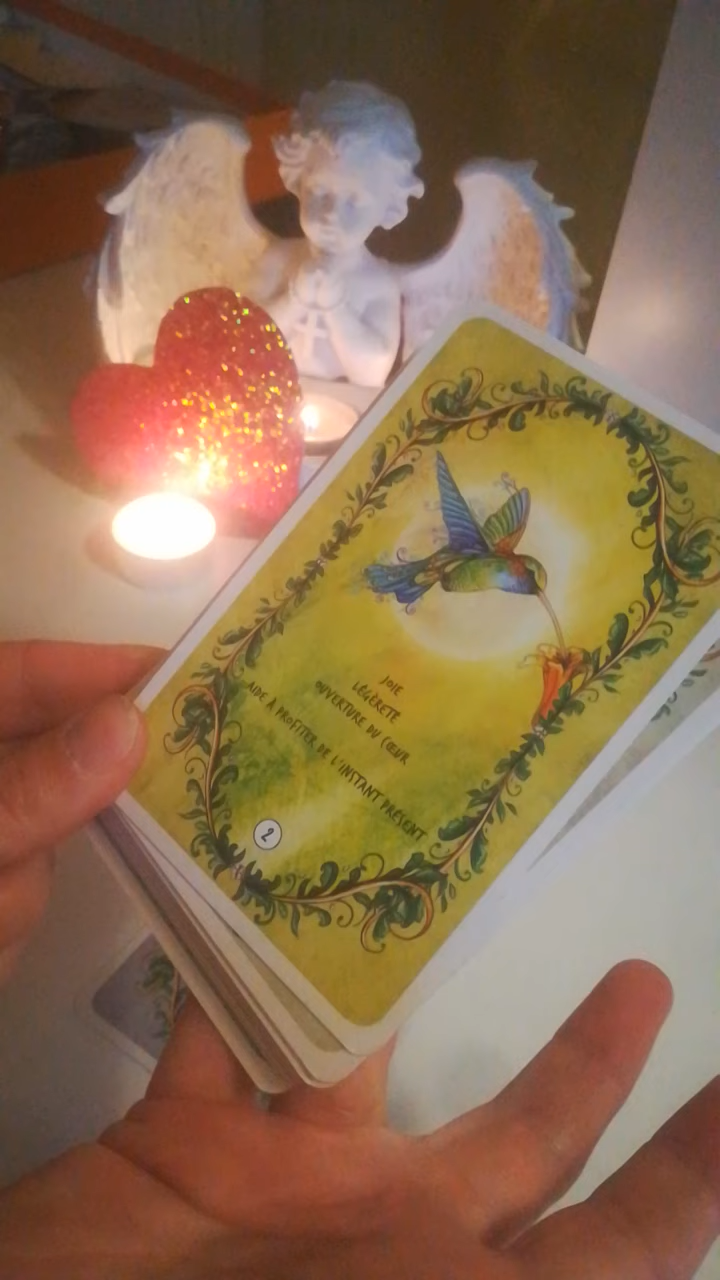 JOIE
LÉGÈRETÉ
OUVERTURE DU CŒUR
AIDE À PROFITER DE L'INSTANT PRÉSENT
2